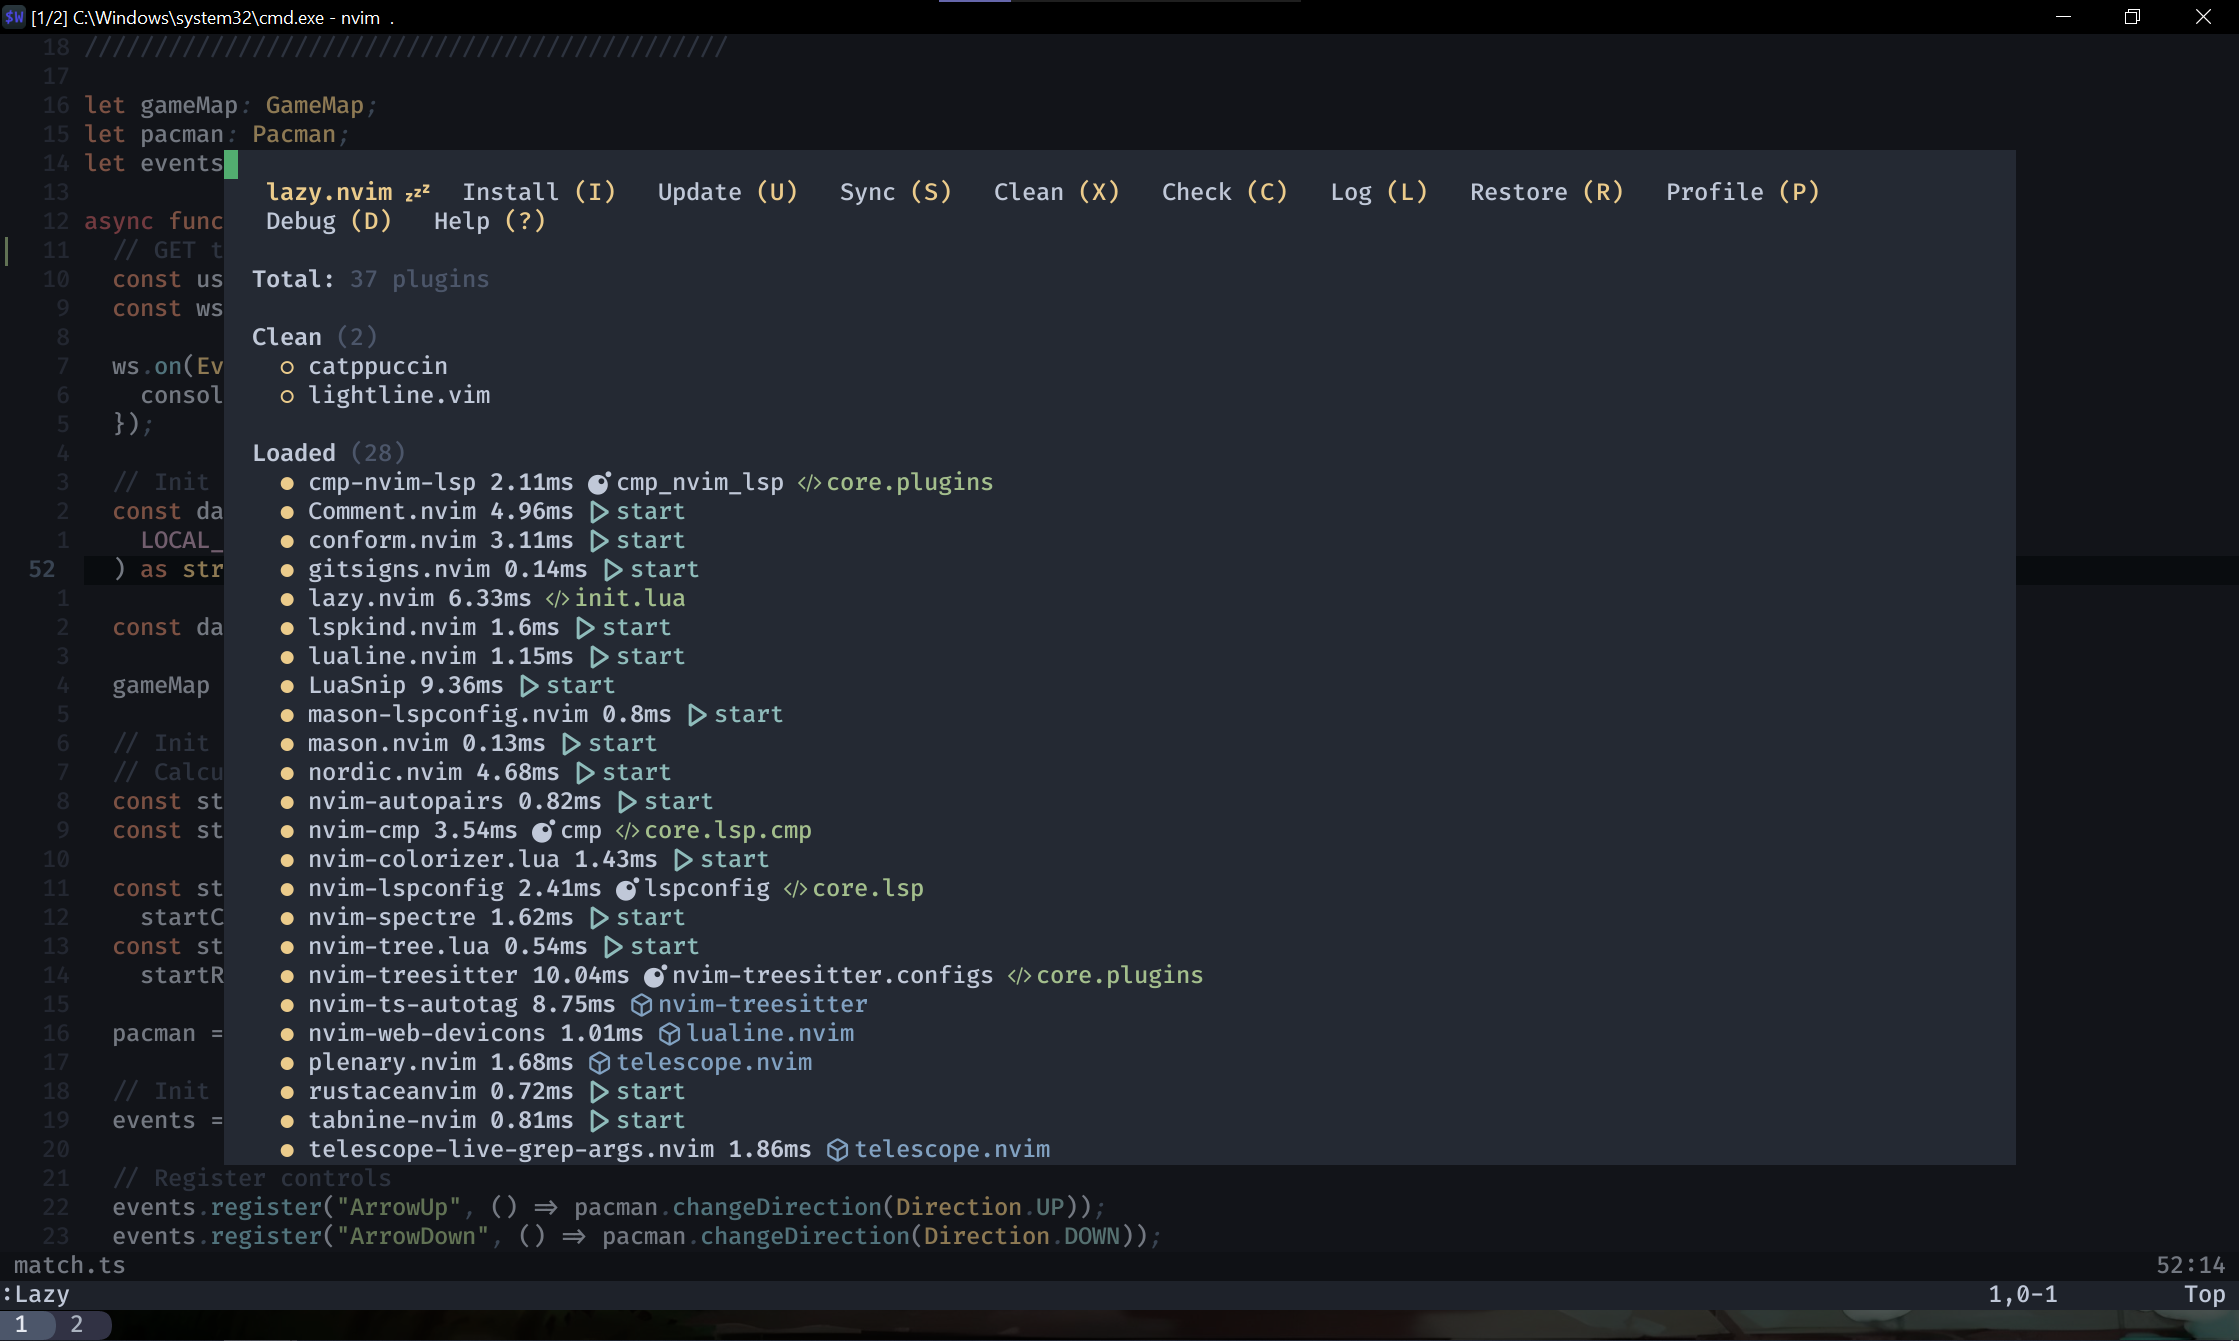 $W [1/2] C:\Windows\system32\cmd.exe - nvim .
18 //////////////////////////////////////////////
17
16 let gameMap: GameMap;
15 let pacman: Pacman;
14 let events
13
12 async func
11 // GET t
10 const us
9 const ws
8
7 ws.on(Ev
6 consol
5 });
4
3 // Init
2 const da
1 LOCAL_
52 ) as str
1
2 const da
3
4 gameMap
5
6 // Init
7 // Calcu
8 const st
9 const st
10
11 const st
12 startC
13 const st
14 startR
15
16 pacman =
17
18 // Init
19 events =
20
lazy.nvim zzz Install (I) Update (U) Sync (S) Clean (X) Check (C) Log (L) Restore (R) Profile (P)
Debug (D) Help (?)
Total: 37 plugins
Clean (2)
○ catppuccin
○ lightline.vim
Loaded (28)
● cmp-nvim-lsp 2.11ms cmp_nvim_lsp </> core.plugins
● Comment.nvim 4.96ms start
● conform.nvim 3.11ms start
● gitsigns.nvim 0.14ms start
● lazy.nvim 6.33ms </> init.lua
● lspkind.nvim 1.6ms start
● lualine.nvim 1.15ms start
● LuaSnip 9.36ms start
● mason-lspconfig.nvim 0.8ms start
● mason.nvim 0.13ms start
● nordic.nvim 4.68ms start
● nvim-autopairs 0.82ms start
● nvim-cmp 3.54ms cmp </> core.lsp.cmp
● nvim-colorizer.lua 1.43ms start
● nvim-lspconfig 2.41ms lspconfig </> core.lsp
● nvim-spectre 1.62ms start
● nvim-tree.lua 0.54ms start
● nvim-treesitter 10.04ms nvim-treesitter.configs </> core.plugins
● nvim-ts-autotag 8.75ms nvim-treesitter
● nvim-web-devicons 1.01ms lualine.nvim
● plenary.nvim 1.68ms telescope.nvim
● rustaceanvim 0.72ms start
● tabnine-nvim 0.81ms start
● telescope-live-grep-args.nvim 1.86ms telescope.nvim
21 // Register controls
22 events.register("ArrowUp", () => pacman.changeDirection(Direction.UP));
23 events.register("ArrowDown", () => pacman.changeDirection(Direction.DOWN));
match.ts 52:14
:Lazy 1,0-1 Top
1 2